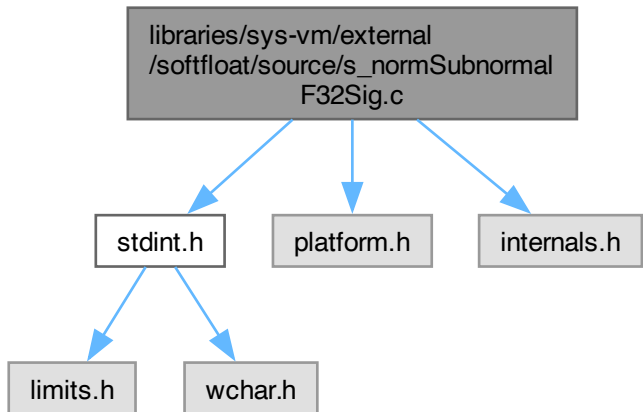 libraries/sys-vm/external
/softfloat/source/s_normSubnormal
F32Sig.c
stdint.h
platform.h
internals.h
limits.h
wchar.h